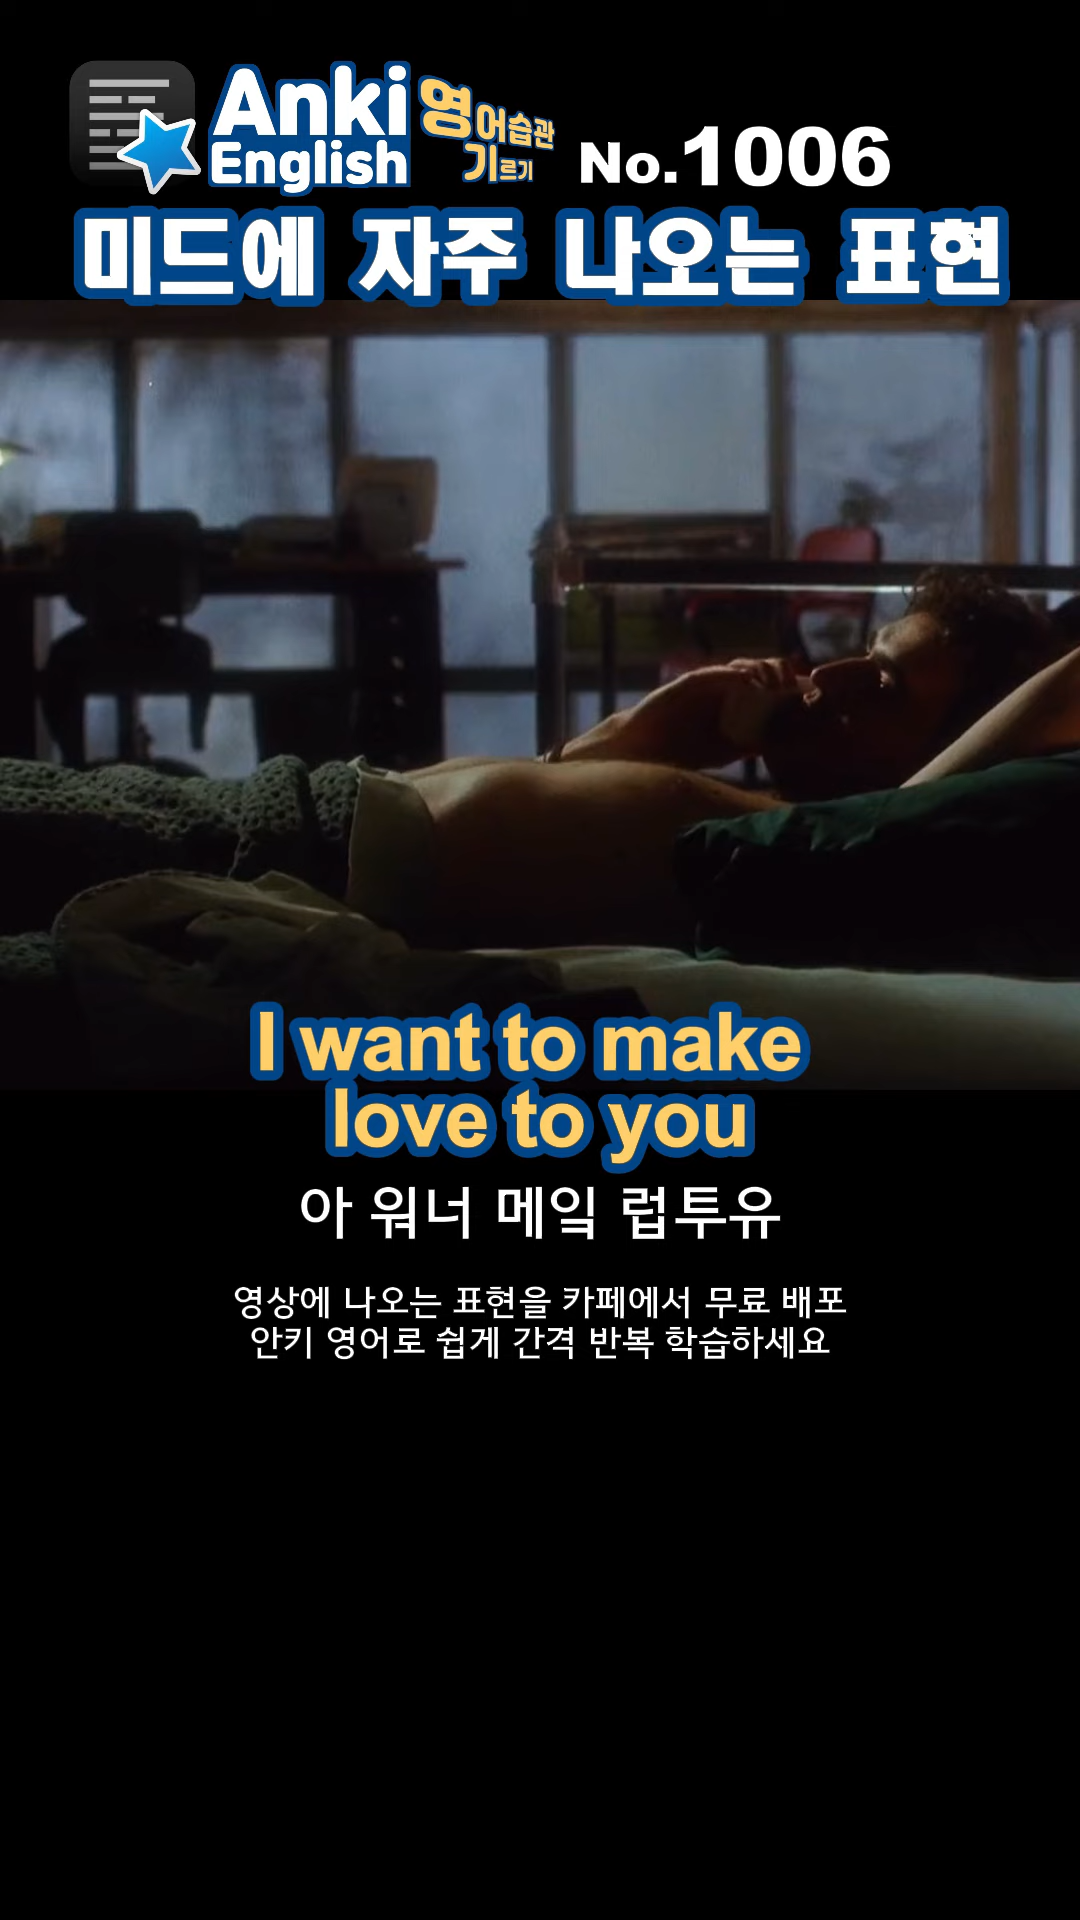 Anki
English
영어습관
기르기
No.1006
미드에 자주 나오는 표현
I want to make
love to you
아 워너 메잌 럽투유
영상에 나오는 표현을 카페에서 무료 배포
안키 영어로 쉽게 간격 반복 학습하세요